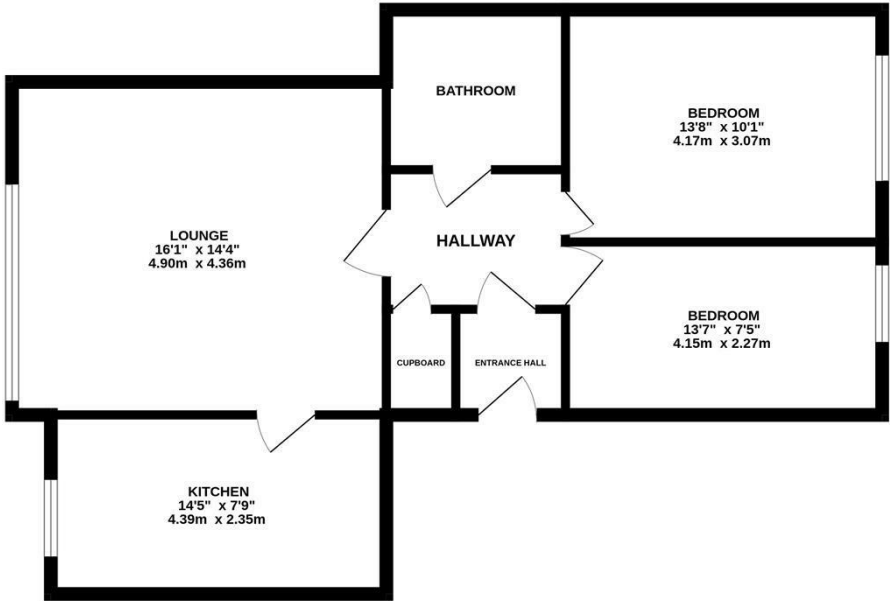 BATHROOM
BEDROOM
13'8" x 10'1"
4.17m x 3.07m
LOUNGE
16'1" x 14'4"
4.90m x 4.36m
HALLWAY
BEDROOM
13'7" x 7'5"
4.15m x 2.27m
CUPBOARD
ENTRANCE HALL
KITCHEN
14'5" x 7'9"
4.39m x 2.35m